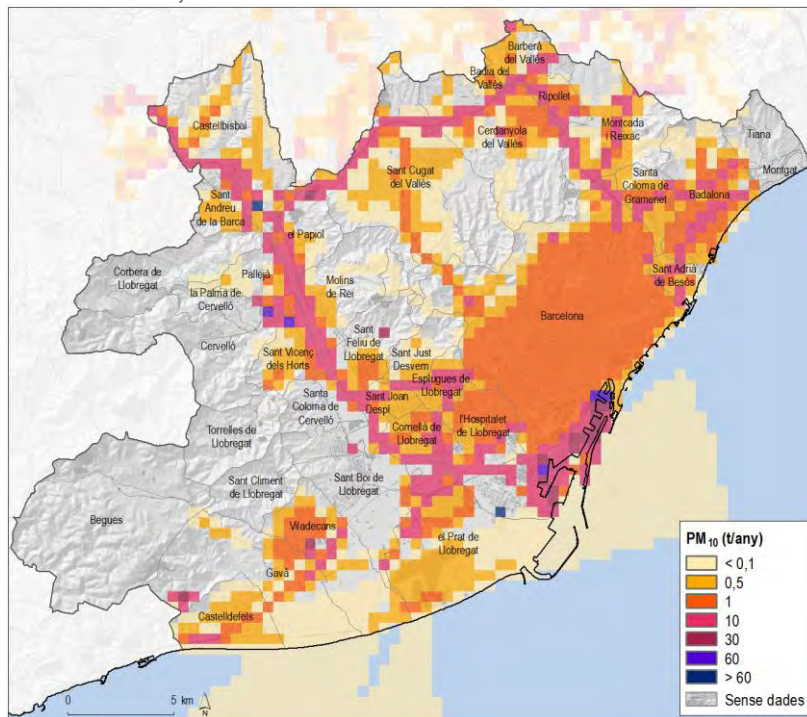 Barberà
del Vallès
Badia del
Vallès
Ripollet
Castellbisbal
Montcada
i Reixac
Cerdanyola
del Vallès
Tiana
Sant Cugat
del Vallès
Santa
Coloma de
Gramenet
Montgat
Badalona
Sant
Andreu
de la Barca
el Papiol
Corbera de
Llobregat
Pallejà
Sant Adrià
de Besòs
la Palma de
Cervelló
Molins
de Rei
Barcelona
Cervelló
Sant
Feliu de
Llobregat
Sant Vicenç
dels Horts
Sant Just
Desvern
Esplugues de
Llobregat
Santa
Coloma de
Cervelló
Sant Joan
Despí
Cornellà de
Llobregat
l'Hospitalet
de Llobregat
Torrelles de
Llobregat
Sant Climent
de Llobregat
Sant Boi de
Llobregat
Begues
Viladecans
el Prat de
Llobregat
Gavà
Castelldefels
PM10 (t/any)
< 0,1
0,5
1
10
30
60
> 60
Sense dades
0 5 km
N